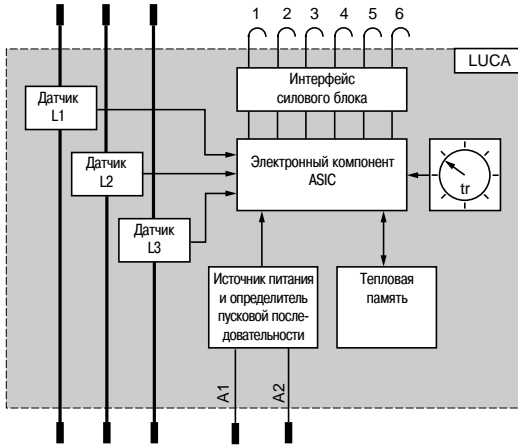 1 2 3 4 5 6
LUCA
Интерфейс
силового блока
Датчик
L1
Датчик
L2
Датчик
L3
Электронный компонент
ASIC
tr
Источник питания
и определитель
пусковой после-
довательности
Тепловая
память
A1
A2